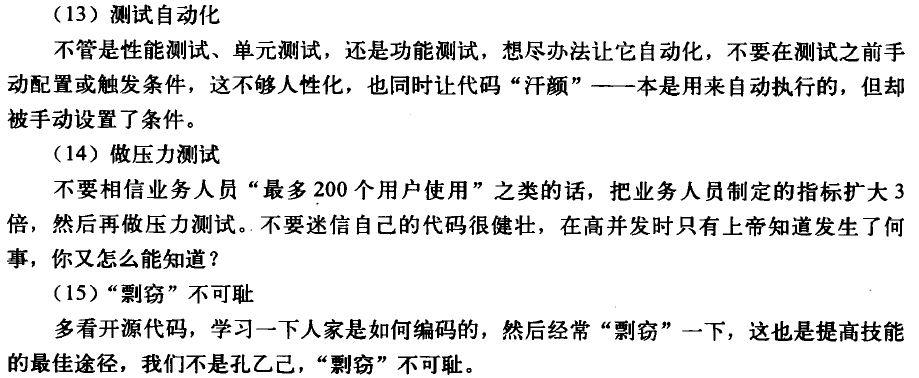 （13）测试自动化
不管是性能测试、单元测试，还是功能测试，想尽办法让它自动化，不要在测试之前手
动配置或触发条件，这不够人性化，也同时让代码“汗颜”——本是用来自动执行的，但却
被手动设置了条件。
（14）做压力测试
不要相信业务人员“最多 200 个用户使用”之类的话，把业务人员制定的指标扩大 3
倍，然后再做压力测试。不要迷信自己的代码很健壮，在高并发时只有上帝知道发生了何
事，你又怎么能知道？
（15）“剽窃”不可耻
多看开源代码，学习一下人家是如何编码的，然后经常“剽窃”一下，这也是提高技能
的最佳途径，我们不是孔乙己，“剽窃”不可耻。